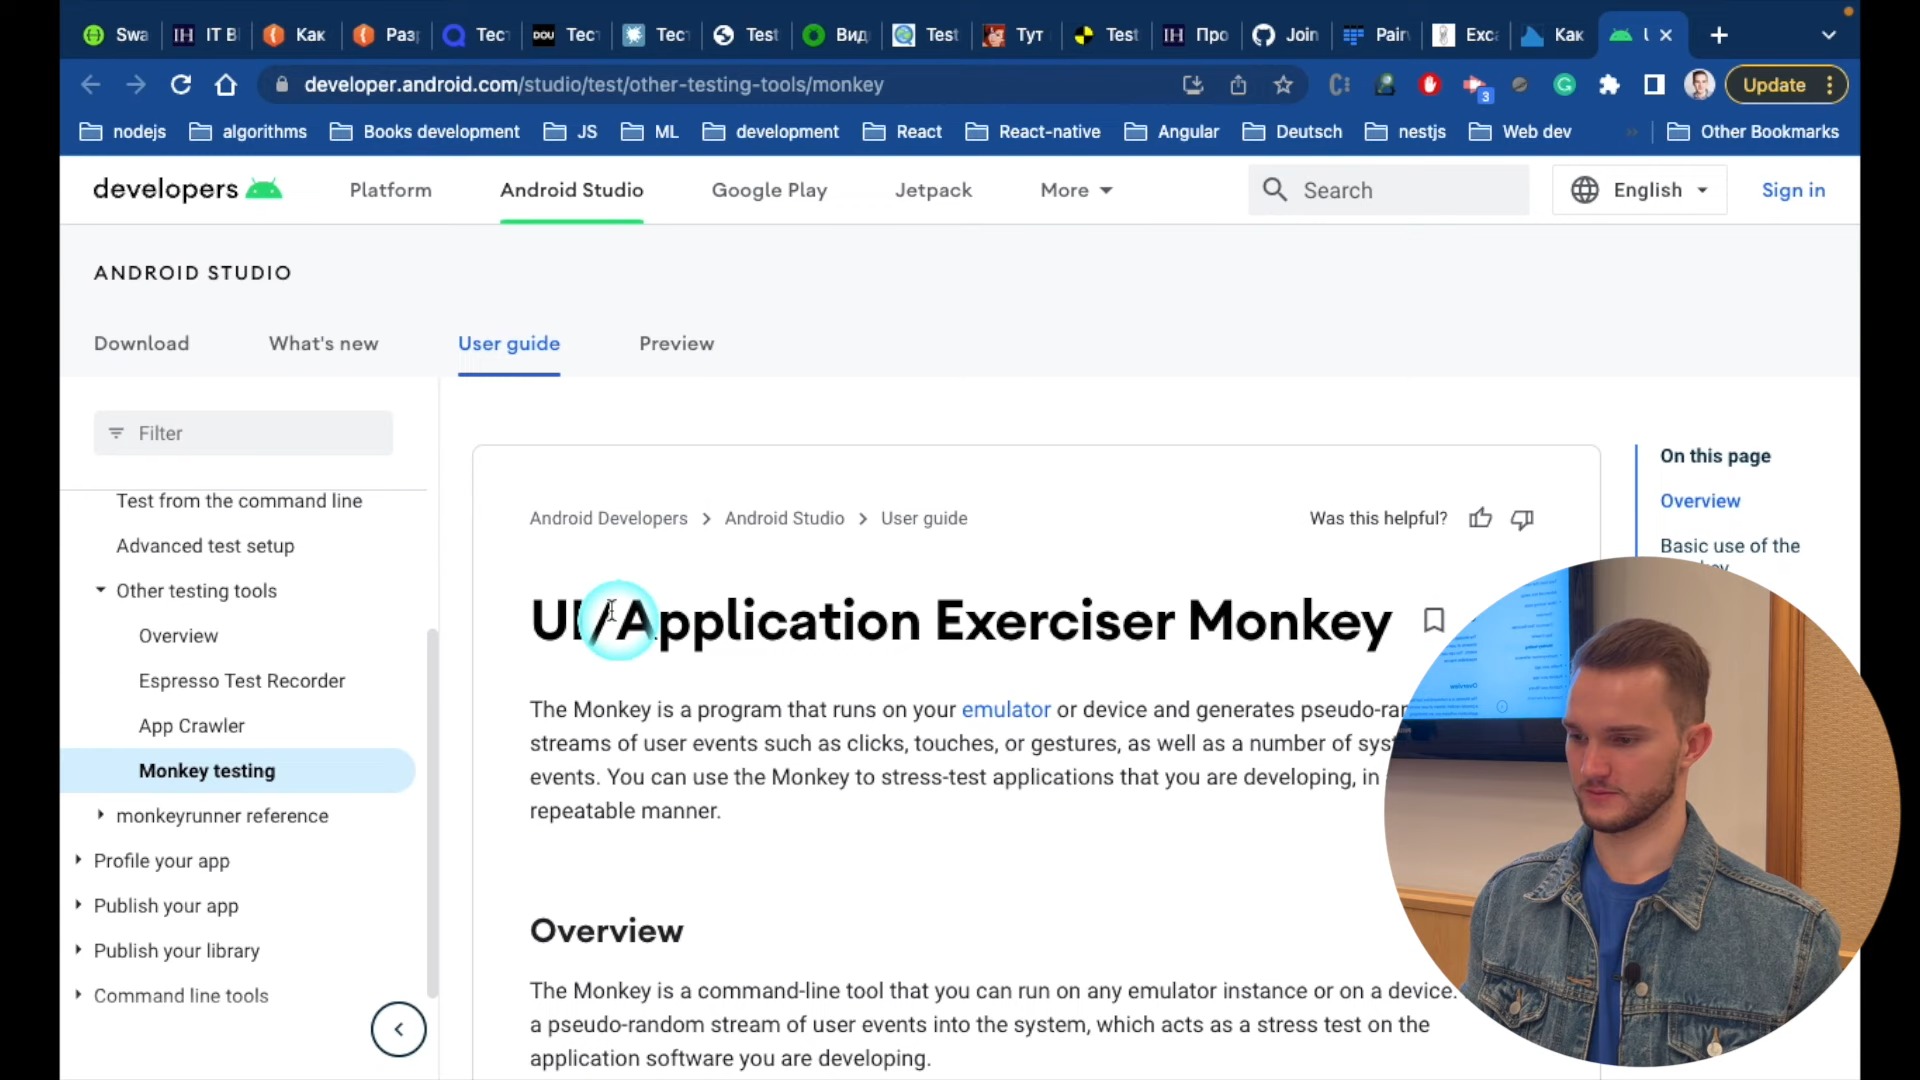 Swa
IT B
Как
Раз
Тес
DOU
Тес
Тес
Test
Вид
Test
Тут
Test
Про
Join
Pair
Exc
Как
developer.android.com/studio/test/other-testing-tools/monkey
3
Update
nodejs
algorithms
Books development
JS
ML
development
React
React-native
Angular
Deutsch
nestjs
Web dev
»
Other Bookmarks
developers
Platform
Android Studio
Google Play
Jetpack
More
Search
English
Sign in
ANDROID STUDIO
Download
What's new
User guide
Preview
Filter
Test from the command line
Advanced test setup
Other testing tools
Overview
Espresso Test Recorder
App Crawler
Monkey testing
monkeyrunner reference
Profile your app
Publish your app
Publish your library
Command line tools
Android Developers > Android Studio > User guide
Was this helpful?
UI/Application Exerciser Monkey
The Monkey is a program that runs on your emulator or device and generates
streams of user events such as clicks, touches, or gestures, as well as a number of
events. You can use the Monkey to stress-test applications that you are developing, in
repeatable manner.
Overview
The Monkey is a command-line tool that you can run on any emulator instance or on a device.
a pseudo-random stream of user events into the system, which acts as a stress test on the
application software you are developing.
On this page
Overview
Basic use of the